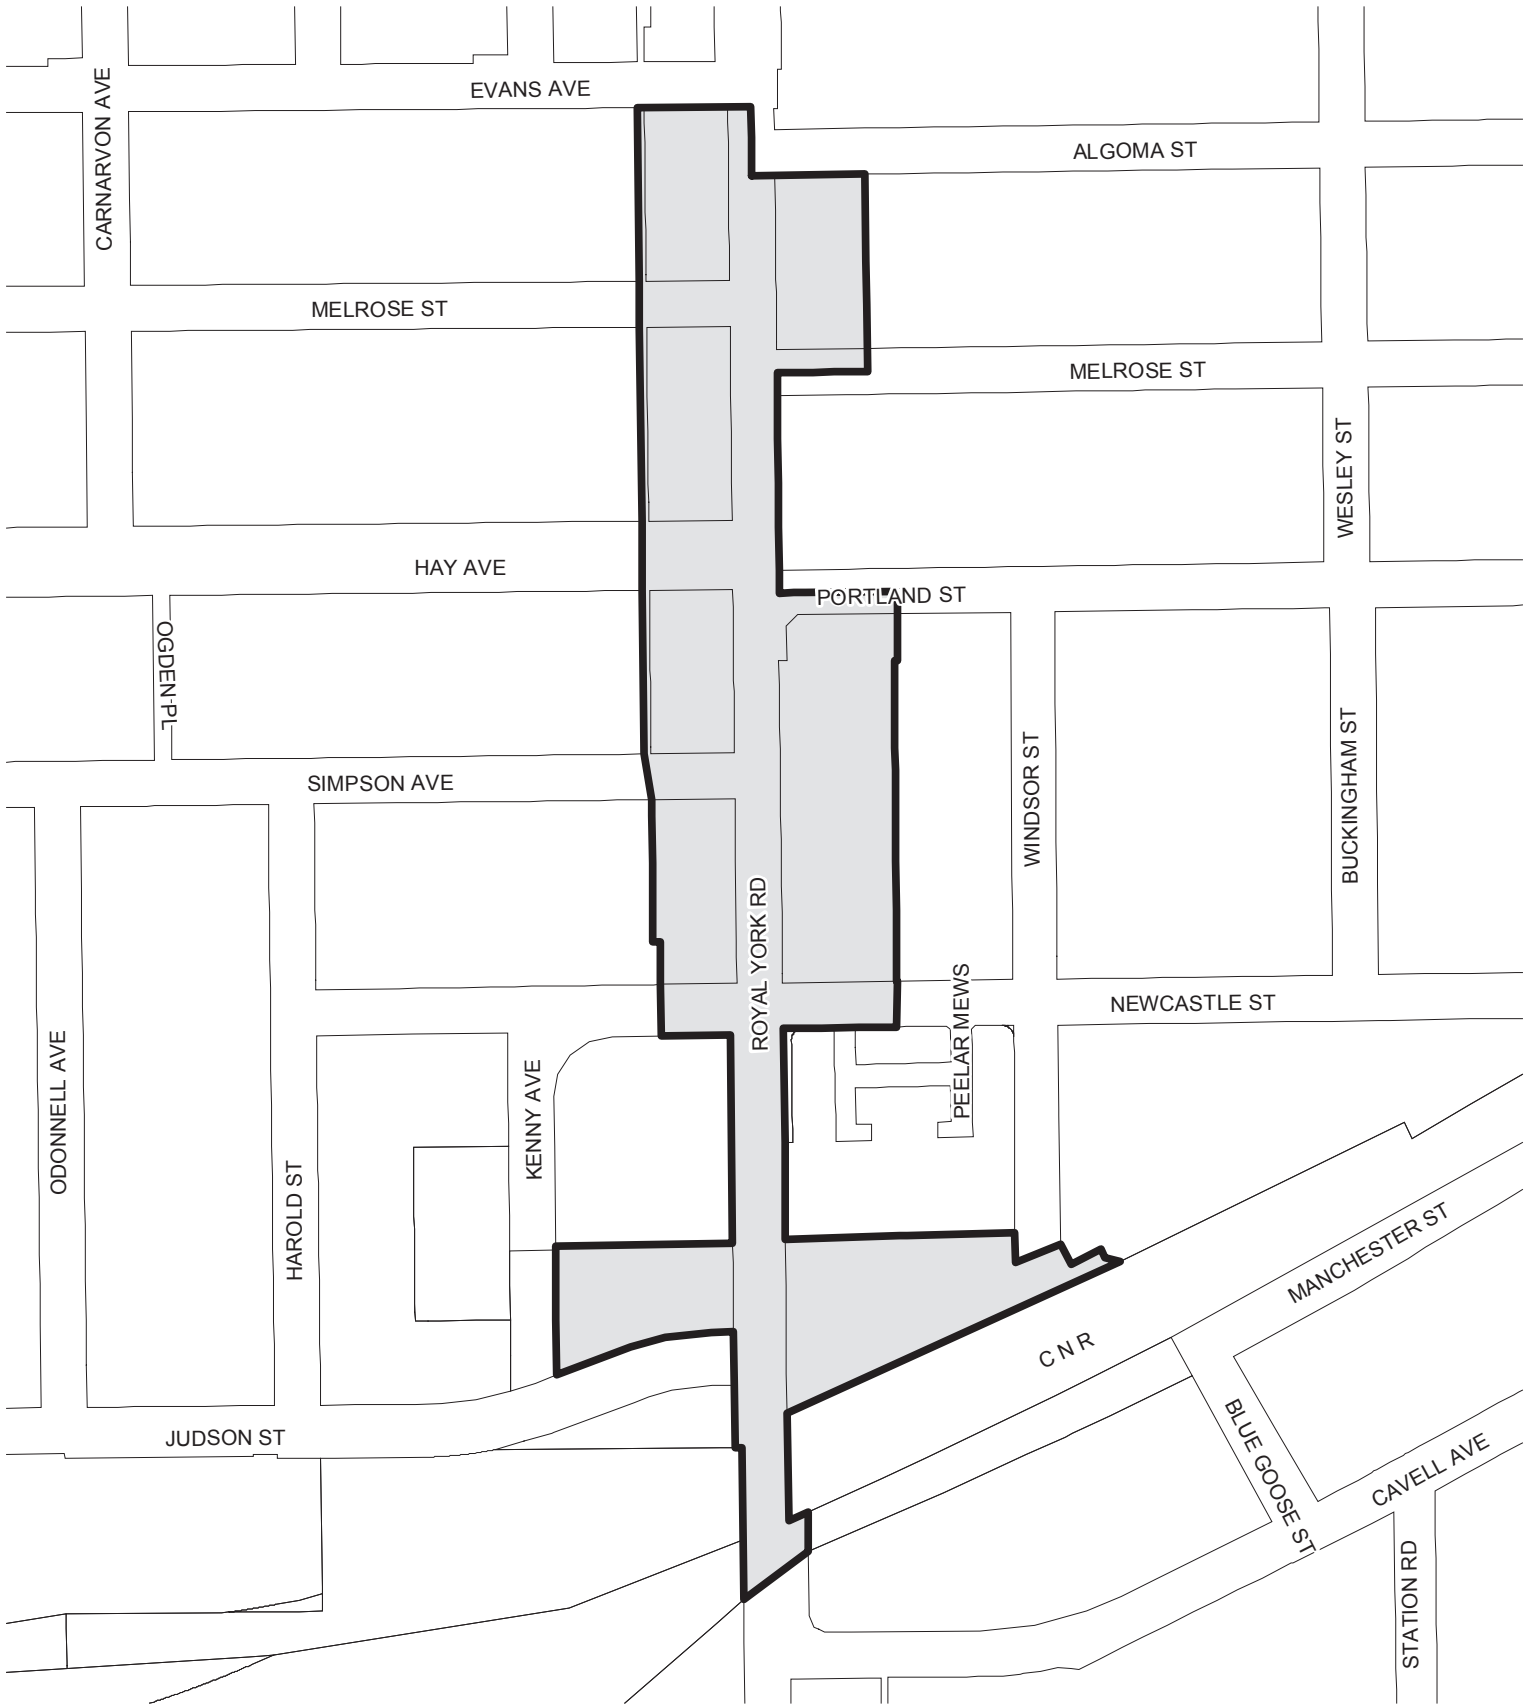 EVANS AVE
CARNARVON AVE
ALGOMA ST
MELROSE ST
MELROSE ST
WESLEY ST
HAY AVE
PORTLAND ST
OGDEN PL
SIMPSON AVE
WINDSOR ST
BUCKINGHAM ST
ROYAL YORK RD
PEELAR MEWS
NEWCASTLE ST
ODONNELL AVE
KENNY AVE
HAROLD ST
MANCHESTER ST
C N R
JUDSON ST
BLUE GOOSE ST
CAVELL AVE
STATION RD